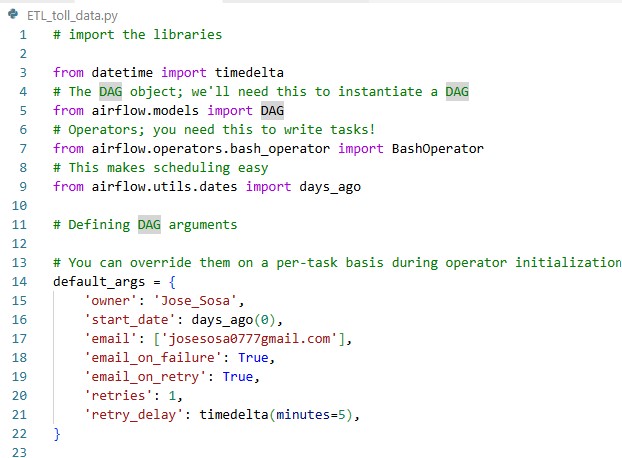 ETL_toll_data.py
1 # import the libraries
2
3 from datetime import timedelta
4 # The DAG object; we'll need this to instantiate a DAG
5 from airflow.models import DAG
6 # Operators; you need this to write tasks!
7 from airflow.operators.bash_operator import BashOperator
8 # This makes scheduling easy
9 from airflow.utils.dates import days_ago
10
11 # Defining DAG arguments
12
13 # You can override them on a per-task basis during operator initialization
14 default_args = {
15     'owner': 'Jose_Sosa',
16     'start_date': days_ago(0),
17     'email': ['josesosa0777gmail.com'],
18     'email_on_failure': True,
19     'email_on_retry': True,
20     'retries': 1,
21     'retry_delay': timedelta(minutes=5),
22 }
23